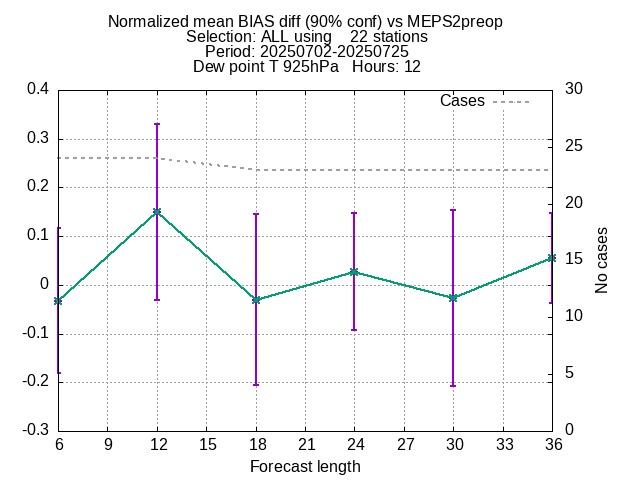 Normalized mean BIAS diff (90% conf) vs MEPS2preop
Selection: ALL using    22 stations
Period: 20250702-20250725
Dew point T 925hPa   Hours: 12
Cases
0.4
0.3
0.2
0.1
0
-0.1
-0.2
-0.3
30
25
20
15
10
5
0
No cases
6 9 12 15 18 21 24 27 30 33 36
Forecast length